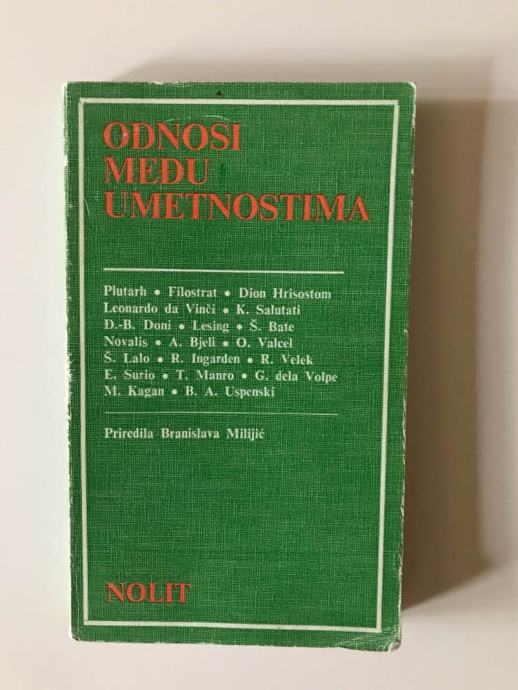 ODNOSI
MEĐU
UMETNOSTIMA
Plutarh • Filostrat • Dion Hrisostom
Leonardo da Vinči • K. Salutati
Đ.-B. Doni • Lesing • Š. Bate
Novalis • A. Bjeli • O. Valcel
Š. Lalo • R. Ingarden • R. Velek
E. Surio • T. Manro • G. dela Volpe
M. Kagan • B. A. Uspenski
Priredila Branislava Milijić
NOLIT